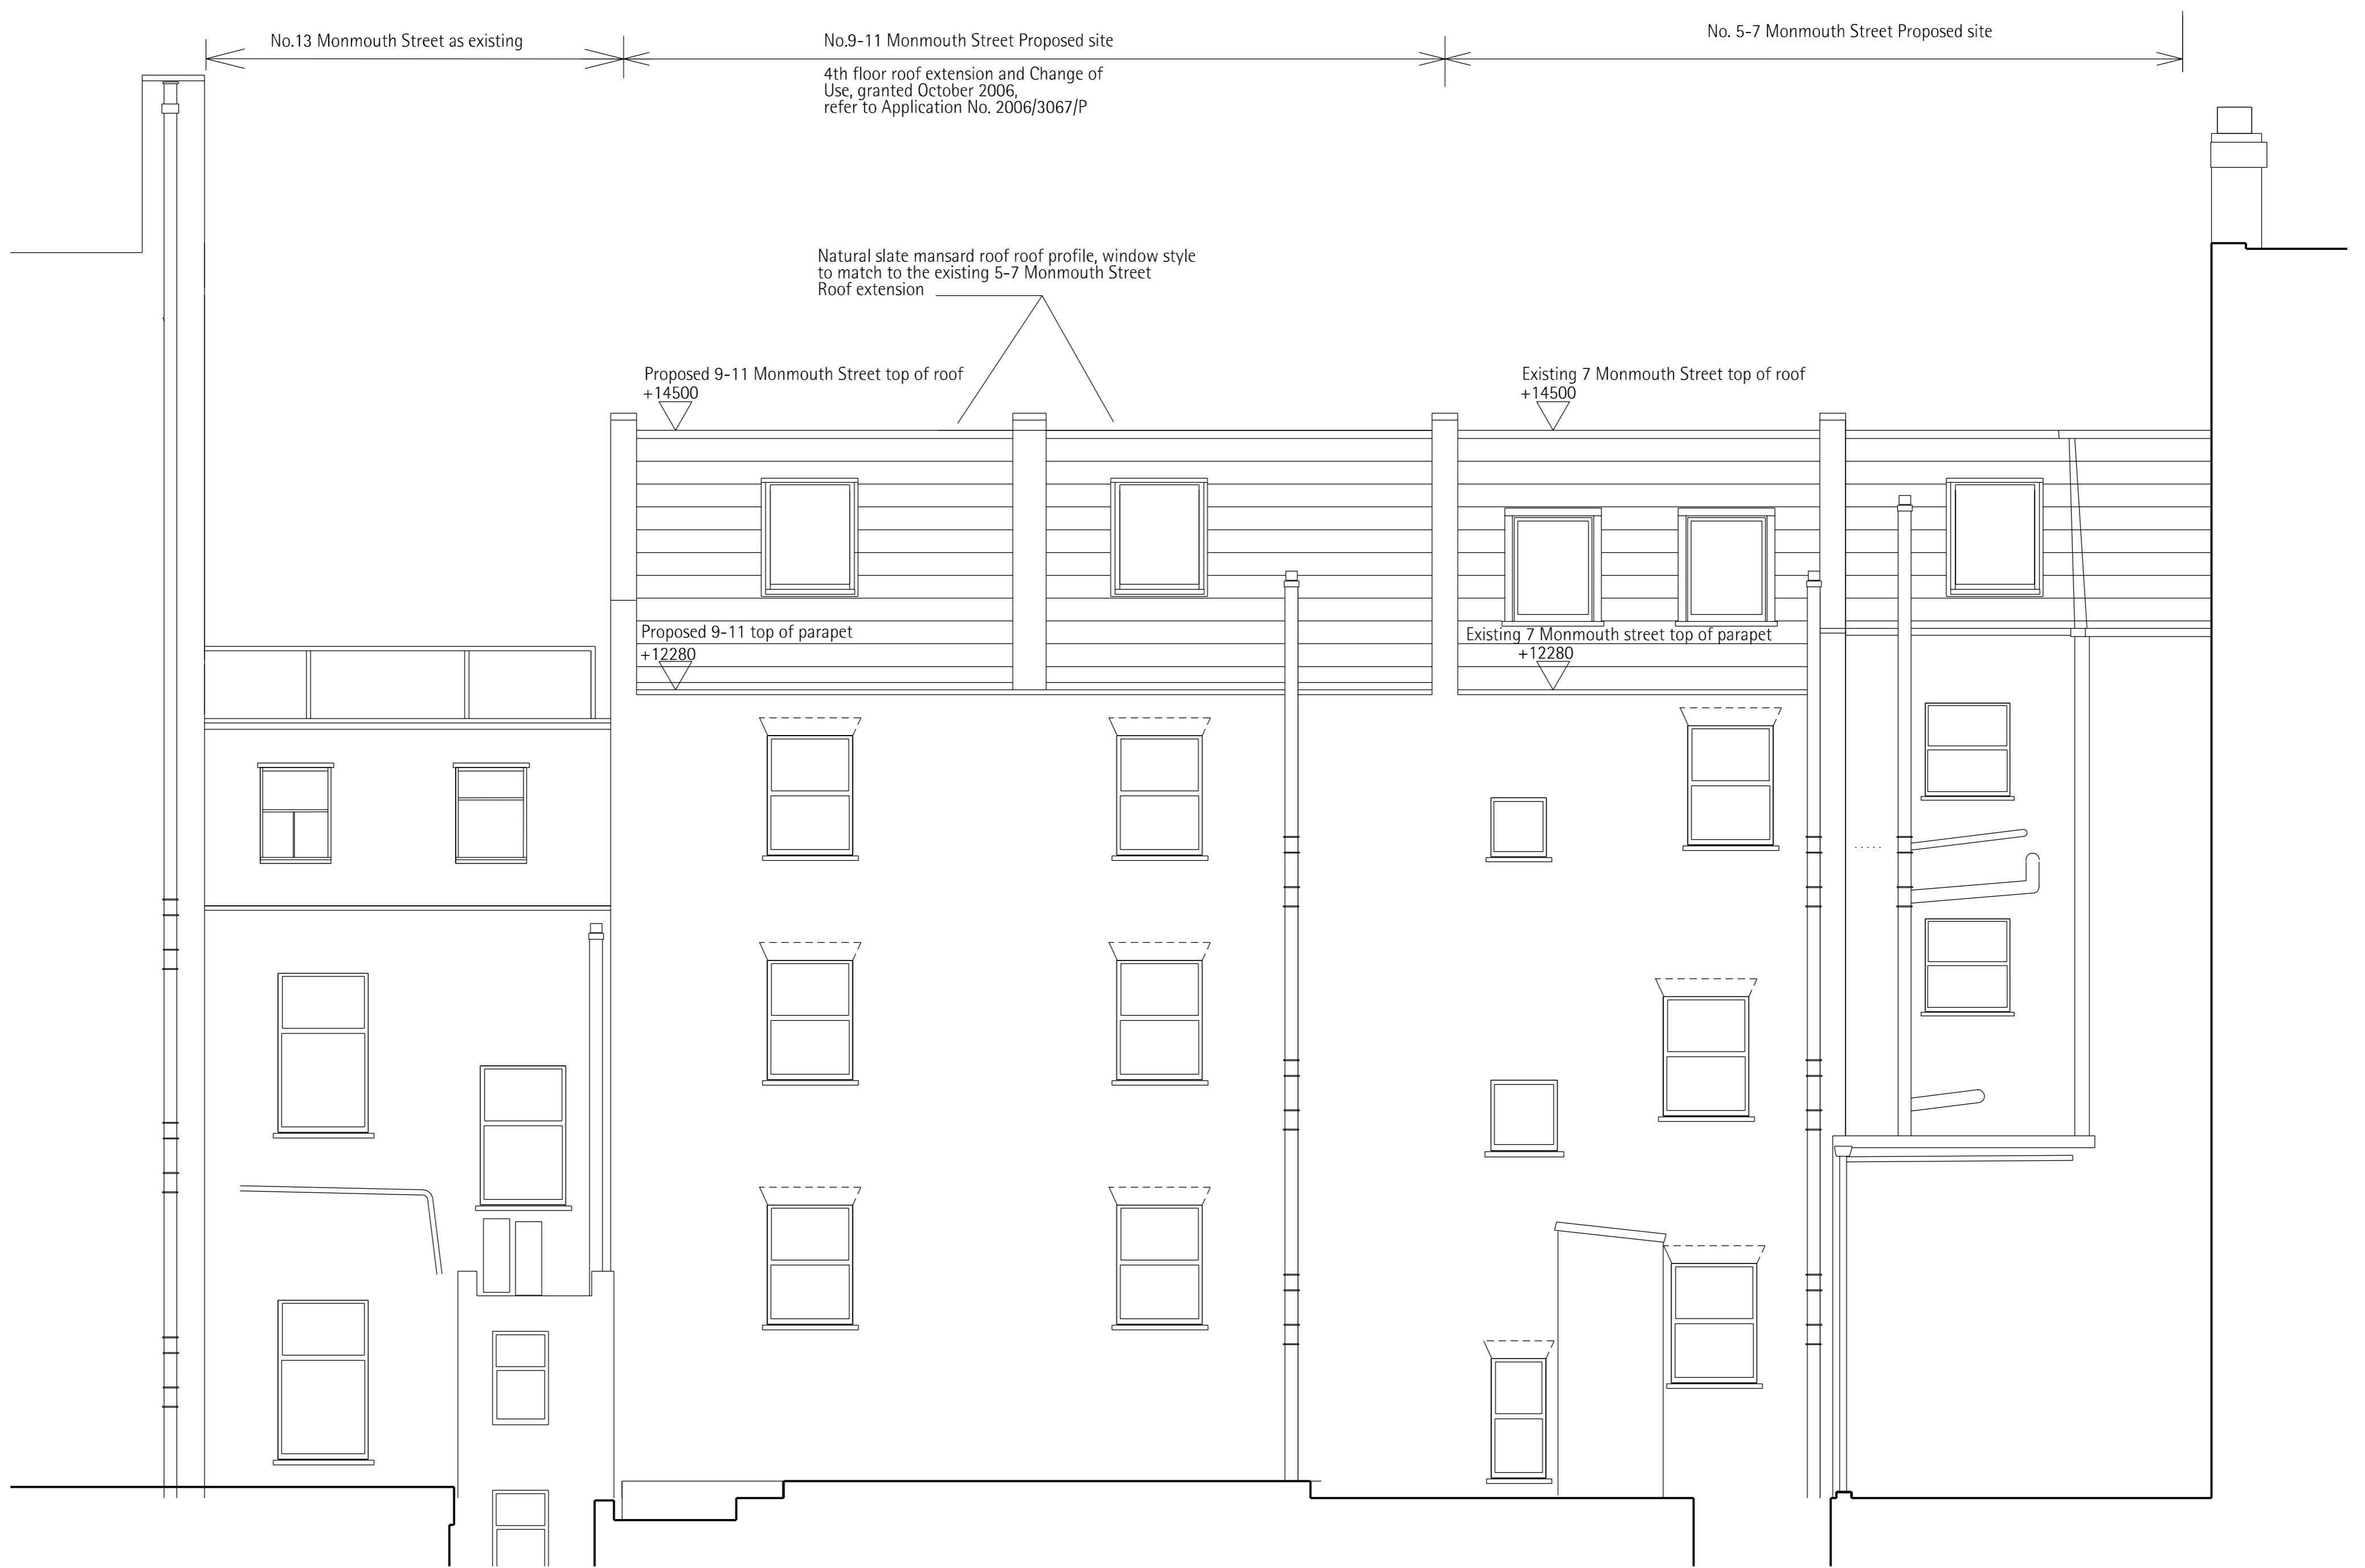 No.13 Monmouth Street as existing
No.9-11 Monmouth Street Proposed site
No. 5-7 Monmouth Street Proposed site
4th floor roof extension and Change of
Use, granted October 2006,
refer to Application No. 2006/3067/P
Natural slate mansard roof roof profile, window style
to match to the existing 5-7 Monmouth Street
Roof extension
Proposed 9-11 Monmouth Street top of roof
+14500
Existing 7 Monmouth Street top of roof
+14500
Proposed 9-11 top of parapet
+12280
Existing 7 Monmouth street top of parapet
+12280